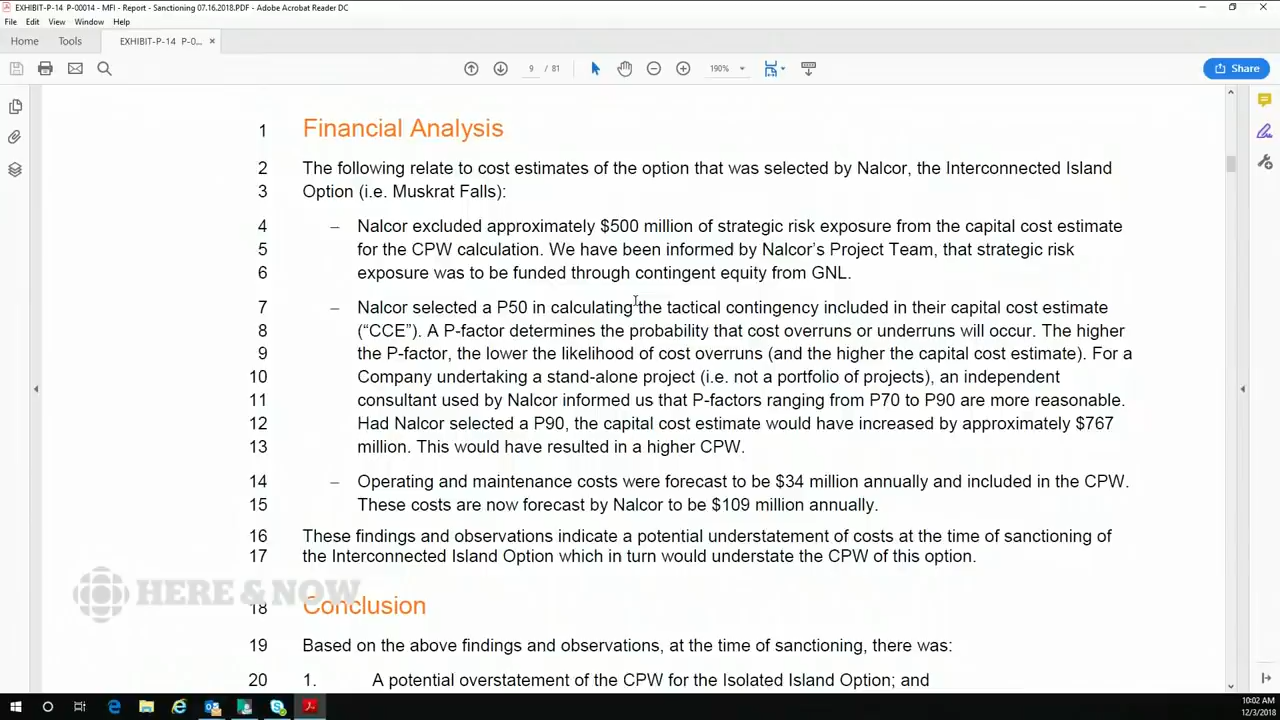 EXHIBIT-P-14 P-00014 - MFI - Report - Sanctioning 07.16.2018.PDF - Adobe Acrobat Reader DC
File Edit View Window Help
Home Tools EXHIBIT-P-14 P-0... ×
9 / 81 190% Share
1 Financial Analysis
2 The following relate to cost estimates of the option that was selected by Nalcor, the Interconnected Island
3 Option (i.e. Muskrat Falls):
4 – Nalcor excluded approximately $500 million of strategic risk exposure from the capital cost estimate
5 for the CPW calculation. We have been informed by Nalcor's Project Team, that strategic risk
6 exposure was to be funded through contingent equity from GNL.
7 – Nalcor selected a P50 in calculating the tactical contingency included in their capital cost estimate
8 ("CCE"). A P-factor determines the probability that cost overruns or underruns will occur. The higher
9 the P-factor, the lower the likelihood of cost overruns (and the higher the capital cost estimate). For a
10 Company undertaking a stand-alone project (i.e. not a portfolio of projects), an independent
11 consultant used by Nalcor informed us that P-factors ranging from P70 to P90 are more reasonable.
12 Had Nalcor selected a P90, the capital cost estimate would have increased by approximately $767
13 million. This would have resulted in a higher CPW.
14 – Operating and maintenance costs were forecast to be $34 million annually and included in the CPW.
15 These costs are now forecast by Nalcor to be $109 million annually.
16 These findings and observations indicate a potential understatement of costs at the time of sanctioning of
17 the Interconnected Island Option which in turn would understate the CPW of this option.
HERE & NOW
18 Conclusion
19 Based on the above findings and observations, at the time of sanctioning, there was:
20 1. A potential overstatement of the CPW for the Isolated Island Option; and
10:02 AM
12/3/2018